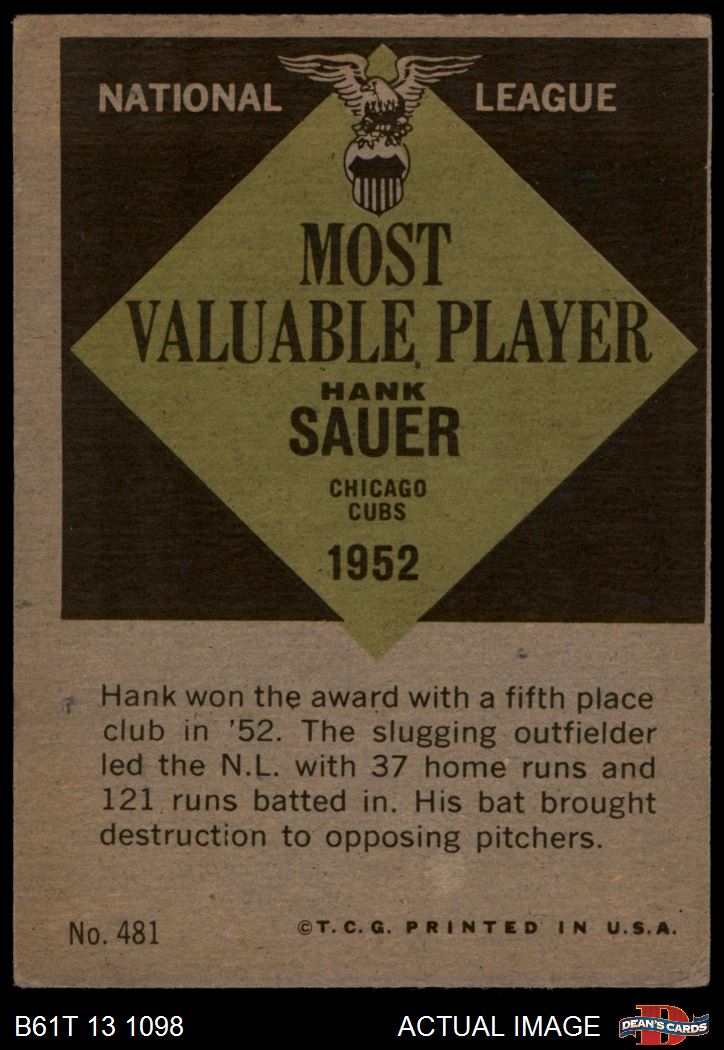 NATIONAL LEAGUE
MOST
VALUABLE PLAYER
HANK
SAUER
CHICAGO
CUBS
1952
Hank won the award with a fifth place
club in '52. The slugging outfielder
led the N.L. with 37 home runs and
121 runs batted in. His bat brought
destruction to opposing pitchers.
No. 481 ©T.C.G. PRINTED IN U.S.A.
B61T 13 1098 ACTUAL IMAGE D DEAN'S CARDS